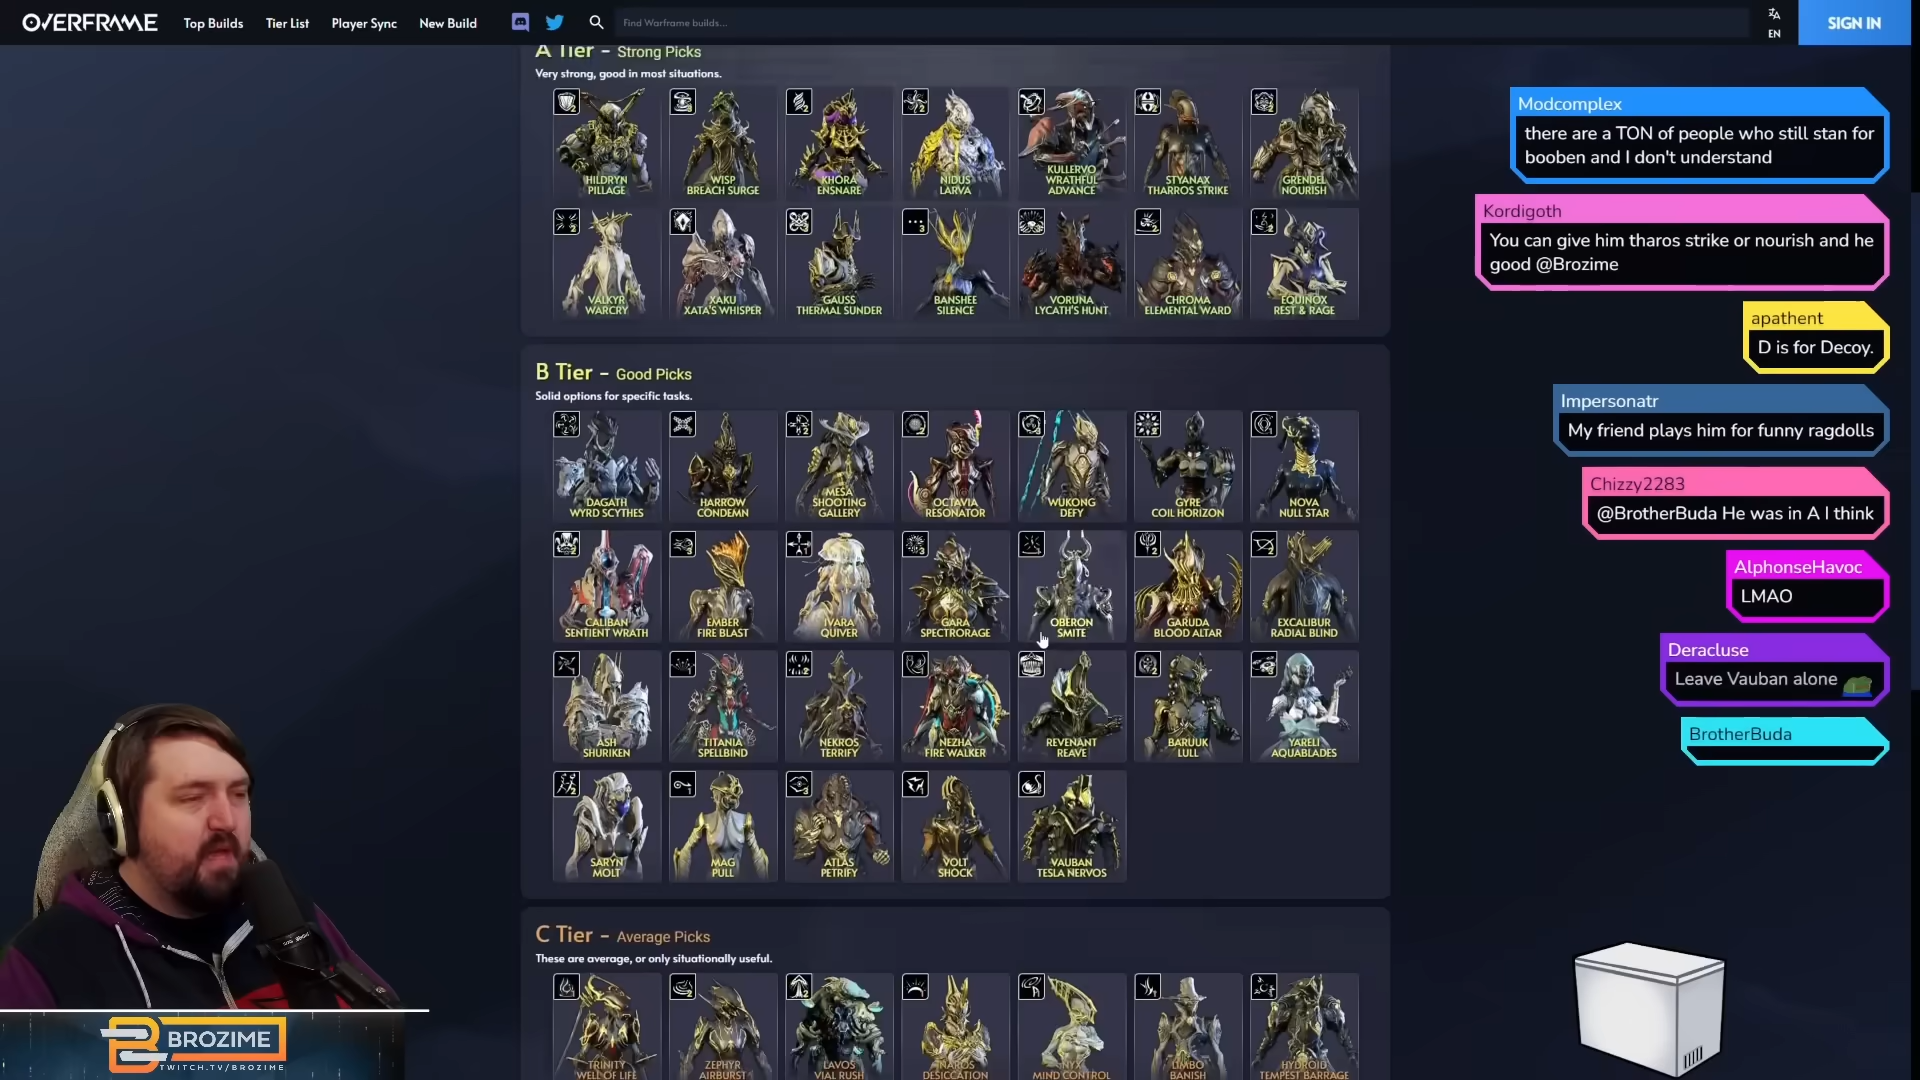 OVERFRAME
Top Builds
Tier List
Player Sync
New Build
Find Warframe builds...
EN
SIGN IN
A Tier - Strong Picks
Very strong, good in most situations.
HILDRYN
PILLAGE
WISP
BREACH SURGE
KHORA
ENSNARE
NIDUS
LARVA
KULLERVO
WRATHFUL
ADVANCE
STYANAX
THARROS STRIKE
GRENDEL
NOURISH
VALKYR
WARCRY
XAKU
XATA'S WHISPER
GAUSS
THERMAL SUNDER
BANSHEE
SILENCE
VORUNA
LYCATH'S HUNT
CHROMA
ELEMENTAL WARD
EQUINOX
REST & RAGE
B Tier - Good Picks
Solid options for specific tasks.
DAGATH
WYRD SCYTHES
HARROW
CONDEMN
MESA
SHOOTING
GALLERY
OCTAVIA
RESONATOR
WUKONG
DEFY
GYRE
COIL HORIZON
NOVA
NULL STAR
CALIBAN
SENTIENT WRATH
EMBER
FIRE BLAST
IVARA
QUIVER
GARA
SPECTRORAGE
OBERON
SMITE
GARUDA
BLOOD ALTAR
EXCALIBUR
RADIAL BLIND
ASH
SHURIKEN
TITANIA
SPELLBIND
NEKROS
TERRIFY
NEZHA
FIRE WALKER
REVENANT
REAVE
BARUUK
LULL
YARELI
AQUABLADES
SARYN
MOLT
MAG
PULL
ATLAS
PETRIFY
VOLT
SHOCK
VAUBAN
TESLA NERVOS
C Tier - Average Picks
These are average, or only situationally useful.
TRINITY
WELL OF LIFE
ZEPHYR
AIRBURST
LAVOS
VIAL RUSH
INAROS
DESICCATION
NYX
MIND CONTROL
LIMBO
BANISH
HYDROID
TEMPEST BARRAGE
Modcomplex
there are a TON of people who still stan for
booben and I don't understand
Kordigoth
You can give him tharos strike or nourish and he
good @Brozime
apathent
D is for Decoy.
Impersonatr
My friend plays him for funny ragdolls
Chizzy2283
@BrotherBuda He was in A I think
AlphonseHavoc
LMAO
Deracluse
Leave Vauban alone
BrotherBuda
BROZIME
TWITCH.TV/BROZIME